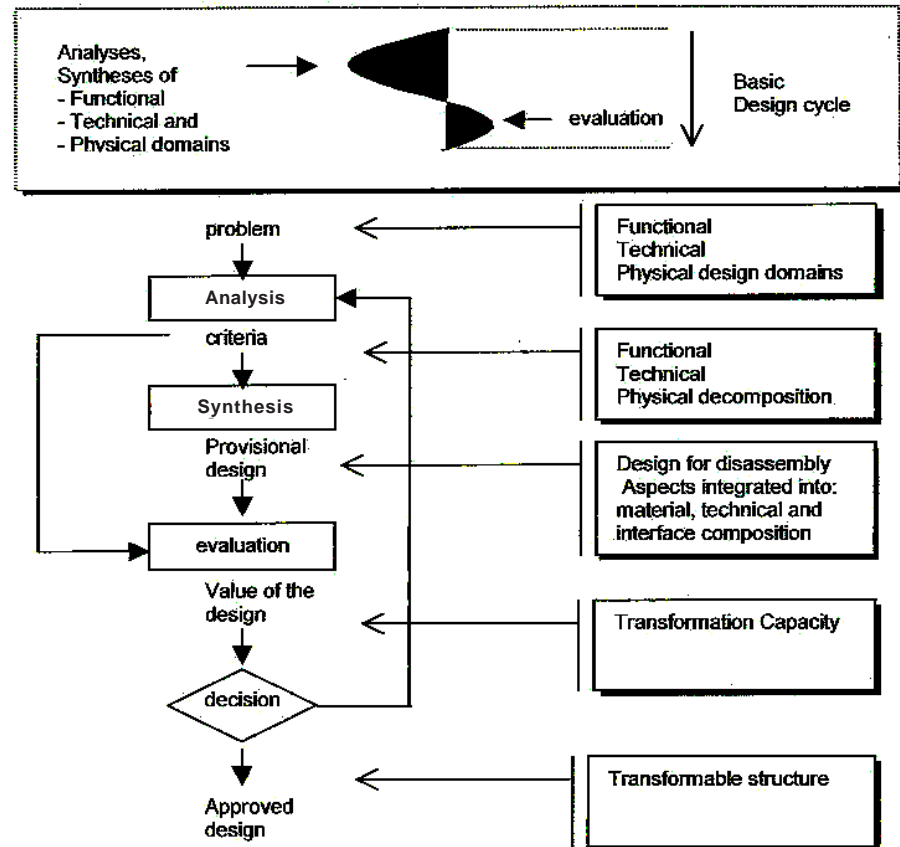 Analyses,
Syntheses of
- Functional
- Technical and
- Physical domains
evaluation
Basic
Design cycle
problem
Functional
Technical
Physical design domains
Analysis
criteria
Functional
Technical
Physical decomposition
Synthesis
Provisional
design
Design for disassembly
Aspects integrated into:
material, technical and
interface composition
evaluation
Value of the
design
Transformation Capacity
decision
Transformable structure
Approved
design